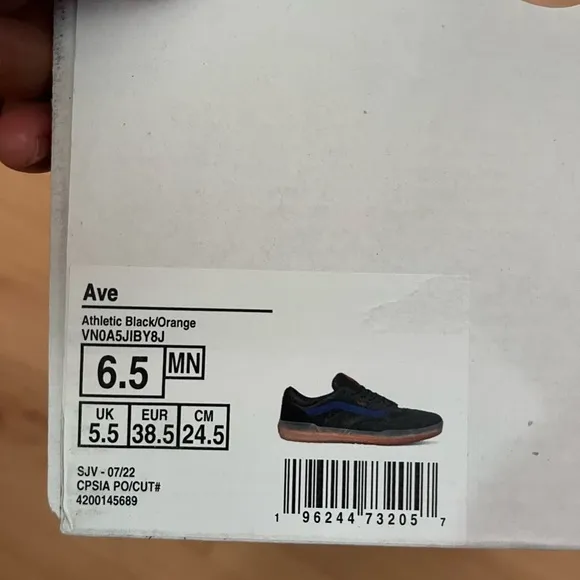 Ave
Athletic Black/Orange
VN0A5JIBY8J
6.5 MN
UK EUR CM
5.5 38.5 24.5
SJV - 07/22
CPSIA PO/CUT#
4200145689
1 96244 73205 7